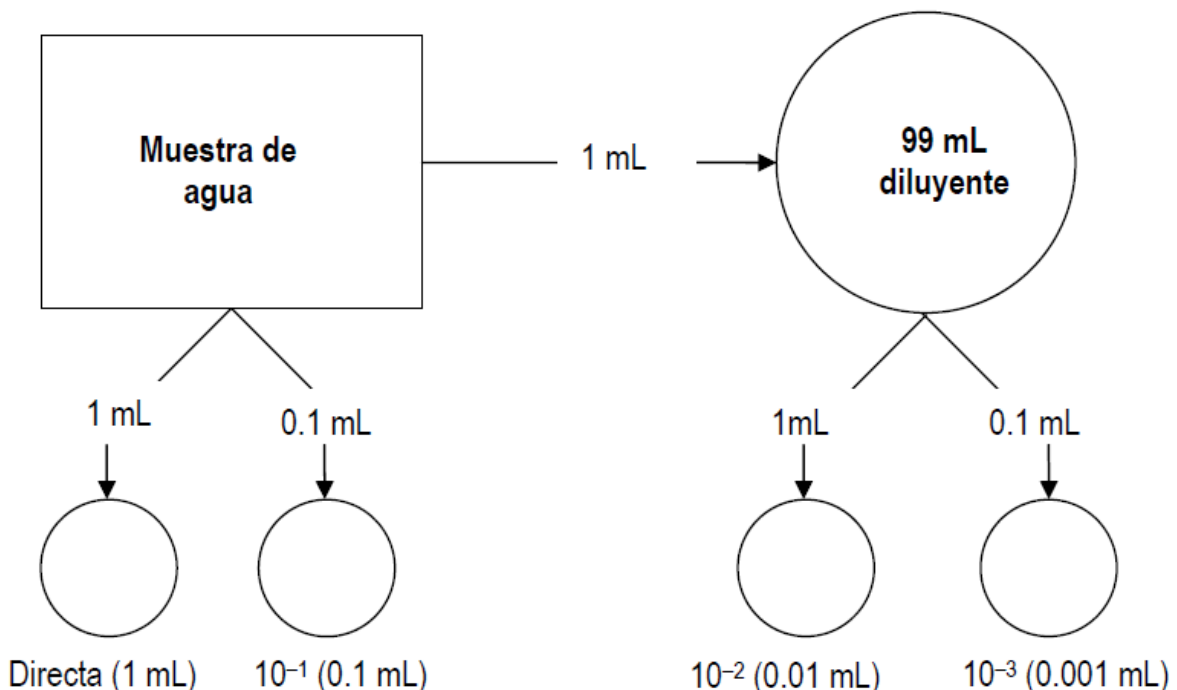 Muestra de
agua
1 mL
99 mL
diluyente
1 mL
0.1 mL
1mL
0.1 mL
Directa (1 mL)
10⁻¹ (0.1 mL)
10⁻² (0.01 mL)
10⁻³ (0.001 mL)